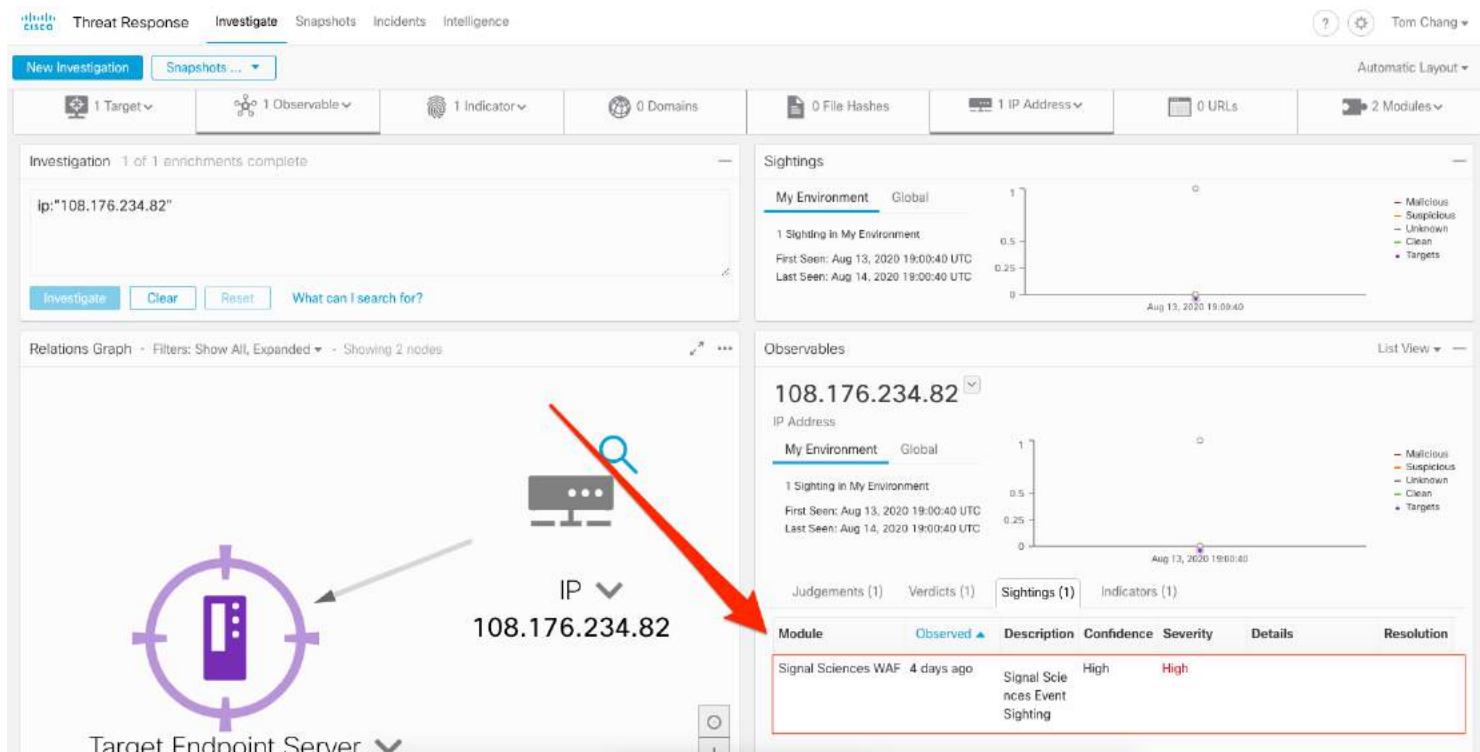 cisco Threat Response Investigate Snapshots Incidents Intelligence ? Tom Chang
New Investigation Snapshots ... Automatic Layout
1 Target 1 Observable 1 Indicator 0 Domains 0 File Hashes 1 IP Address 0 URLs 2 Modules
Investigation 1 of 1 enrichments complete
ip:"108.176.234.82"
Investigate Clear Reset What can I search for?
Sightings
My Environment Global
1 Sighting in My Environment
First Seen: Aug 13, 2020 19:00:40 UTC
Last Seen: Aug 14, 2020 19:00:40 UTC
1
0.5
0.25
0
Aug 13, 2020 19:00:40
Malicious
Suspicious
Unknown
Clean
Targets
Relations Graph - Filters: Show All, Expanded - Showing 2 nodes
IP
108.176.234.82
Target Endpoint Server
Observables List View
108.176.234.82
IP Address
My Environment Global
1 Sighting in My Environment
First Seen: Aug 13, 2020 19:00:40 UTC
Last Seen: Aug 14, 2020 19:00:40 UTC
1
0.5
0.25
0
Aug 13, 2020 19:00:40
Malicious
Suspicious
Unknown
Clean
Targets
Judgements (1) Verdicts (1) Sightings (1) Indicators (1)
Module Observed Description Confidence Severity Details Resolution
Signal Sciences WAF 4 days ago Signal Scie High High
nces Event
Sighting